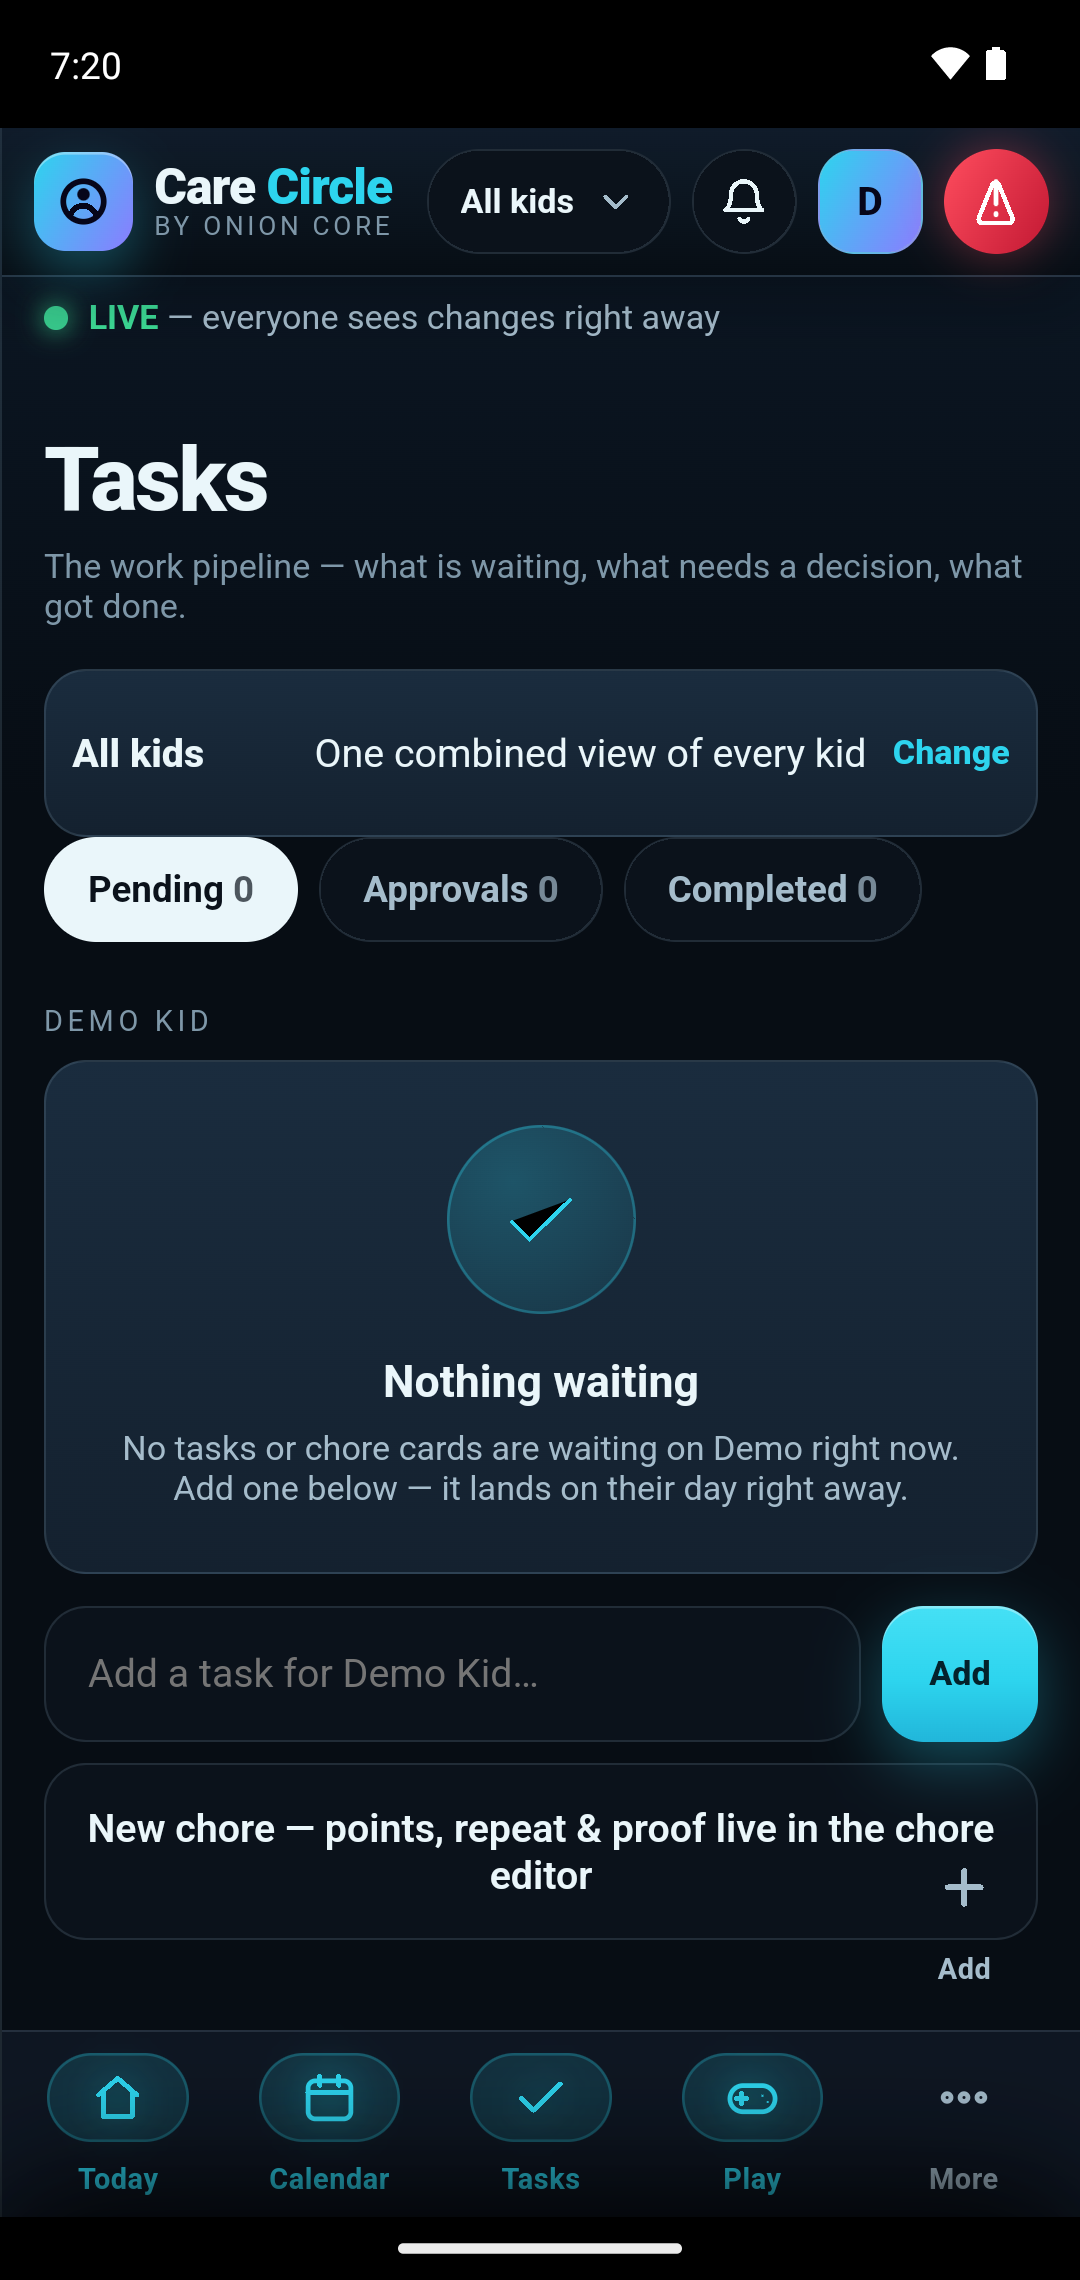 7:20
Care Circle
BY ONION CORE
All kids
D
LIVE — everyone sees changes right away
Tasks
The work pipeline — what is waiting, what needs a decision, what
got done.
All kids One combined view of every kid Change
Pending 0 Approvals 0 Completed 0
DEMO KID
Nothing waiting
No tasks or chore cards are waiting on Demo right now.
Add one below — it lands on their day right away.
Add a task for Demo Kid... Add
New chore — points, repeat & proof live in the chore
editor
Add
Today Calendar Tasks Play More